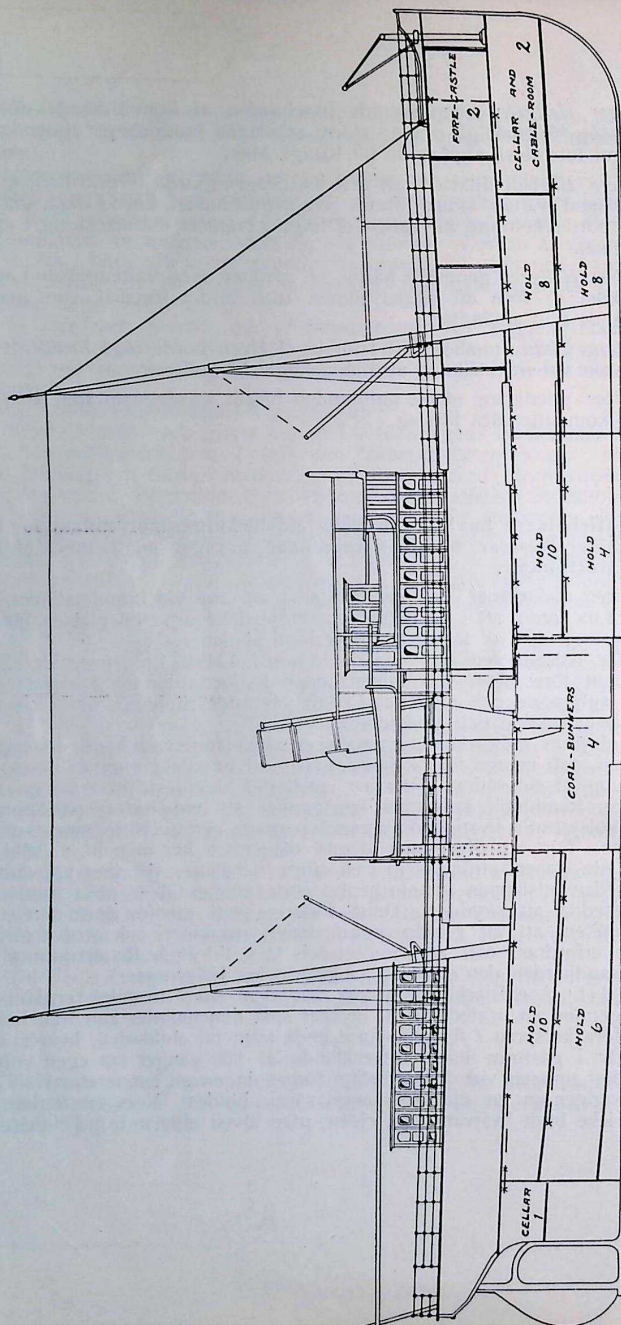 FORE-CASTLE
2
CELLAR AND
CABLE-ROOM 2
HOLD
8
HOLD
8
HOLD
10
HOLD
4
COAL-BUNKERS
4
HOLD
10
HOLD
6
CELLAR
1